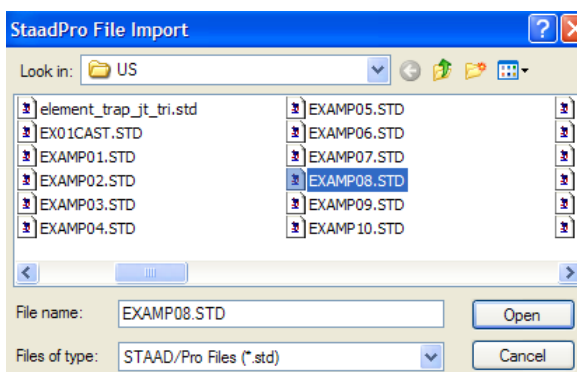 StaadPro File Import
Look in: US
element_trap_jt_tri.std
EX01CAST.STD
EXAMP01.STD
EXAMP02.STD
EXAMP03.STD
EXAMP04.STD
EXAMP05.STD
EXAMP06.STD
EXAMP07.STD
EXAMP08.STD
EXAMP09.STD
EXAMP10.STD
File name: EXAMP08.STD Open
Files of type: STAAD/Pro Files (*.std) Cancel